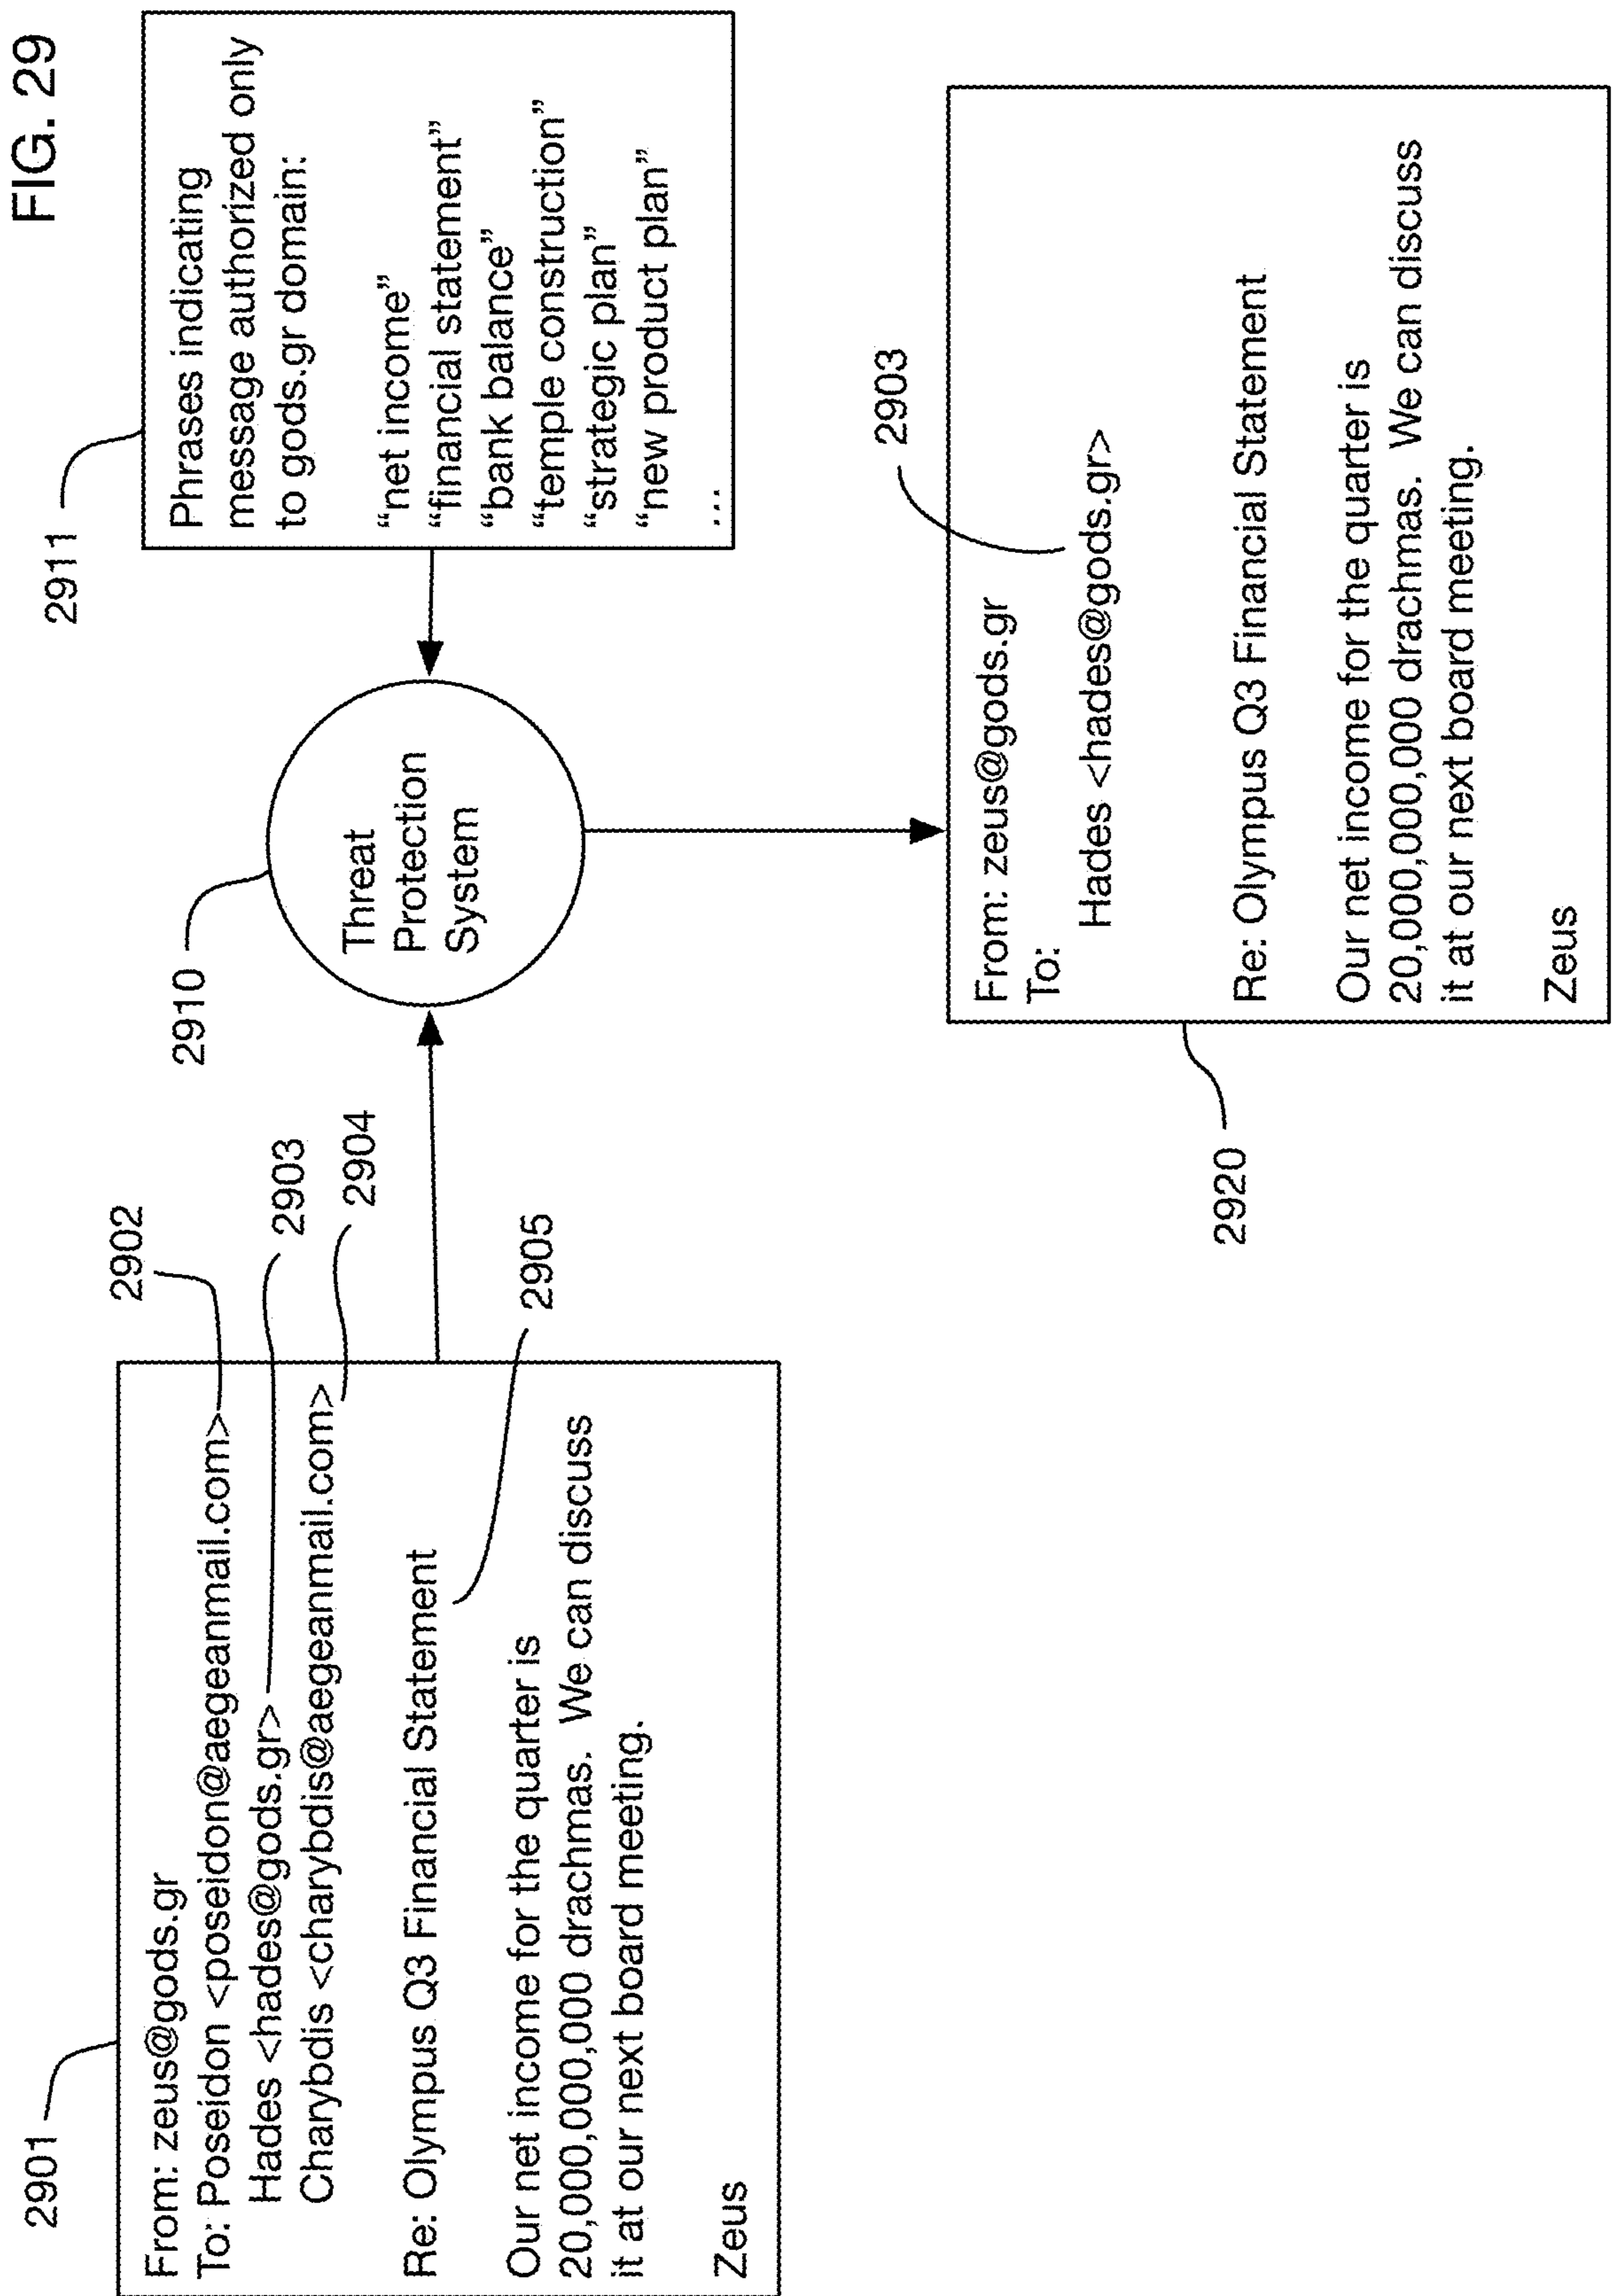 FIG. 29
2901
From: zeus@gods.gr
To: Poseidon <poseidon@aegeanmail.com>
Hades <hades@gods.gr>
Charybdis <charybdis@aegeanmail.com>
Re: Olympus Q3 Financial Statement
Our net income for the quarter is
20,000,000,000 drachmas. We can discuss
it at our next board meeting.
Zeus
2902
2903
2904
2905
2910
Threat
Protection
System
2911
Phrases indicating
message authorized only
to gods.gr domain:
“net income”
“financial statement”
“bank balance”
“temple construction”
“strategic plan”
“new product plan”
...
2920
From: zeus@gods.gr
To:
Hades <hades@gods.gr>
2903
Re: Olympus Q3 Financial Statement
Our net income for the quarter is
20,000,000,000 drachmas. We can discuss
it at our next board meeting.
Zeus